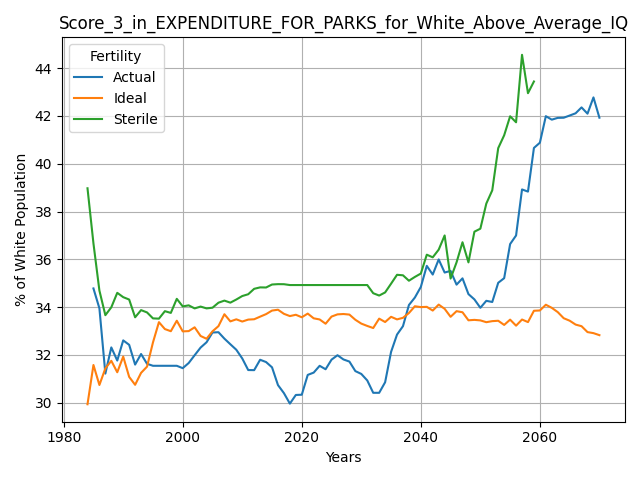 Score_3_in_EXPENDITURE_FOR_PARKS_for_White_Above_Average_IQ
Fertility
Actual
Ideal
Sterile
% of White Population
44
42
40
38
36
34
32
30
1980
2000
2020
2040
2060
Years